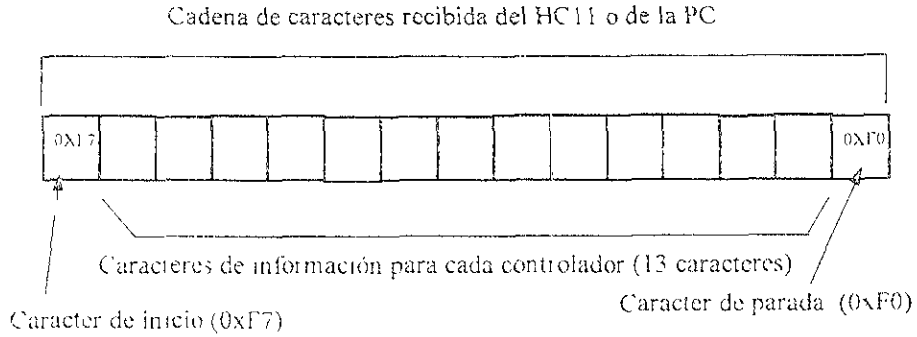 Cadena de caracteres recibida del HC11 o de la PC
0XF7
0XF0
Caracteres de información para cada controlador (13 caracteres)
Caracter de parada (0xF0)
Caracter de inicio (0xF7)